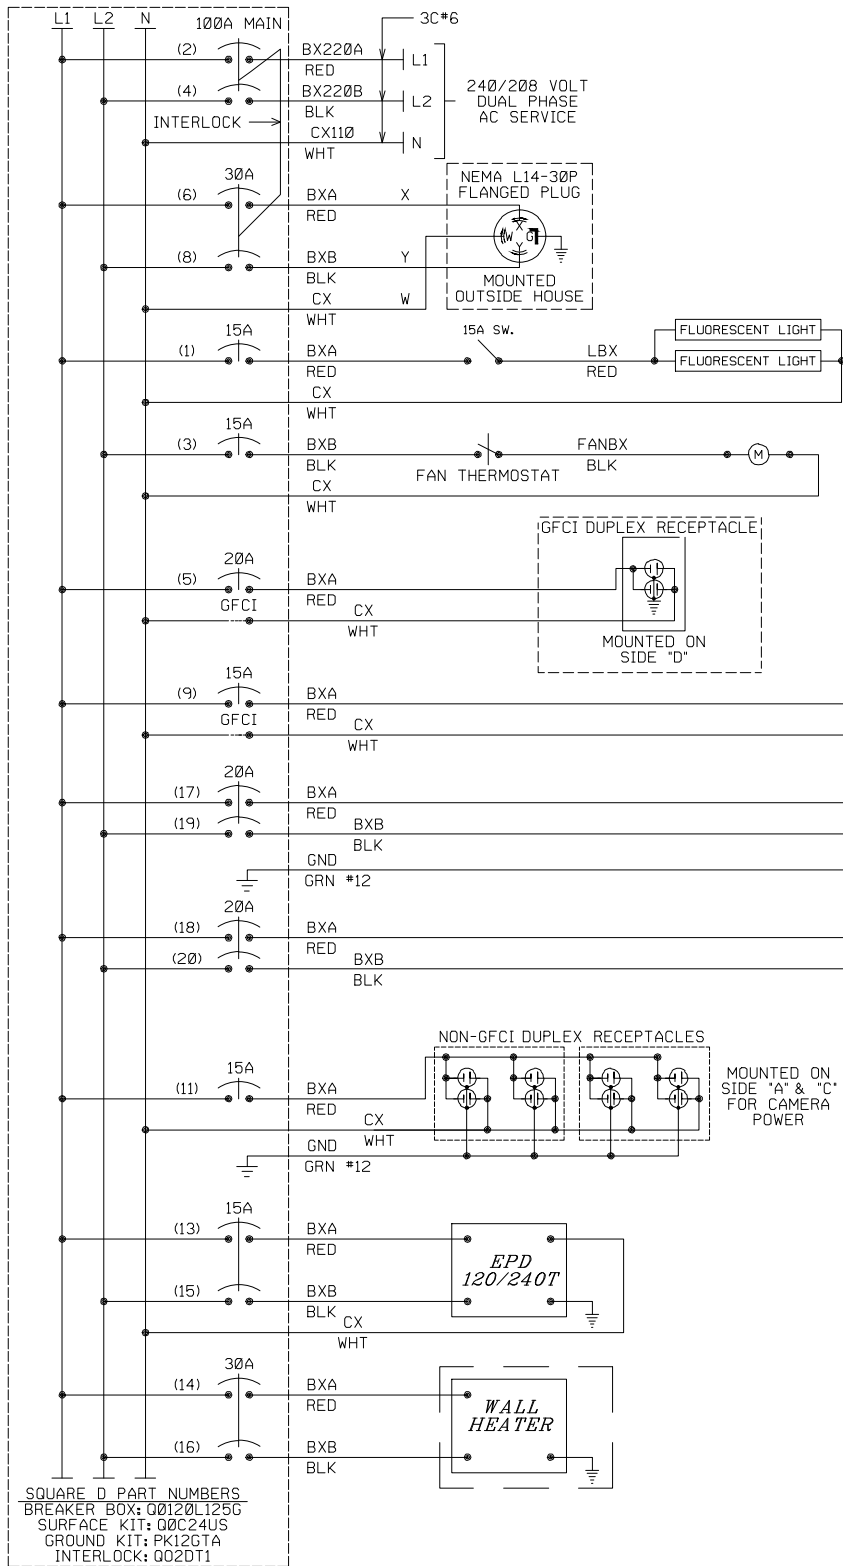 L1 L2 N
100A MAIN
3C#6
(2) BX220A
RED
L1
(4) BX220B
BLK
L2
240/208 VOLT
DUAL PHASE
AC SERVICE
INTERLOCK
CX110
WHT
N
30A
NEMA L14-30P
FLANGED PLUG
(6) BXA X
RED
X
W G
Y
(8) BXB Y
BLK
MOUNTED
OUTSIDE HOUSE
CX W
WHT
15A
15A SW.
FLUORESCENT LIGHT
(1) BXA LBX
RED RED
FLUORESCENT LIGHT
CX
WHT
15A
(3) BXB FANBX
BLK BLK
M
FAN THERMOSTAT
CX
WHT
GFCI DUPLEX RECEPTACLE
20A
(5) BXA
RED
GFCI
CX
WHT
MOUNTED ON
SIDE "D"
15A
(9) BXA
RED
GFCI
CX
WHT
20A
(17) BXA
RED
(19) BXB
BLK
GND
GRN #12
20A
(18) BXA
RED
(20) BXB
BLK
NON-GFCI DUPLEX RECEPTACLES
15A
(11) BXA
RED
MOUNTED ON
SIDE "A" & "C"
FOR CAMERA
POWER
CX
WHT
GND
GRN #12
15A
(13) BXA
RED
EPD
120/240T
(15) BXB
BLK
CX
WHT
30A
(14) BXA
RED
WALL
HEATER
(16) BXB
BLK
SQUARE D PART NUMBERS
BREAKER BOX: QØ120L125G
SURFACE KIT: QØC24US
GROUND KIT: PK12GTA
INTERLOCK: QO2DT1